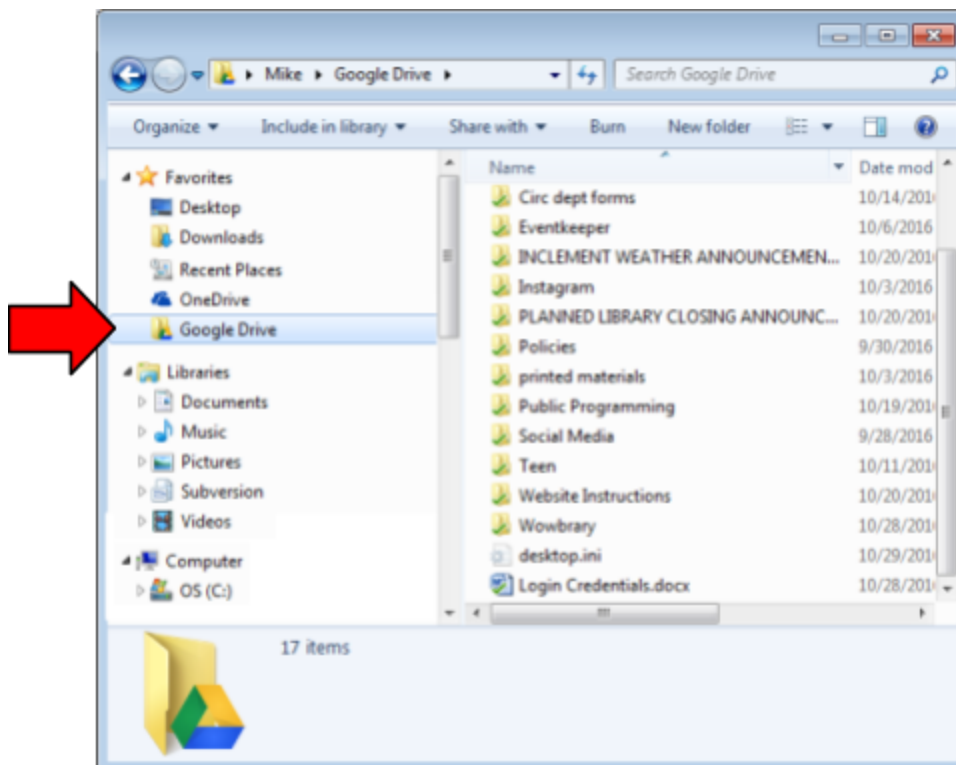 Mike Google Drive
Search Google Drive
Organize Include in library Share with Burn New folder
Favorites
Desktop
Downloads
Recent Places
OneDrive
Google Drive
Libraries
Documents
Music
Pictures
Subversion
Videos
Computer
OS (C:)
Name Date mod
Circ dept forms 10/14/201
Eventkeeper 10/6/2016
INCLEMENT WEATHER ANNOUNCEMEN... 10/20/201
Instagram 10/3/2016
PLANNED LIBRARY CLOSING ANNOUNC... 10/20/201
Policies 9/30/2016
printed materials 10/3/2016
Public Programming 10/19/201
Social Media 9/28/2016
Teen 10/11/201
Website Instructions 10/20/201
Wowbrary 10/28/201
desktop.ini 10/29/201
Login Credentials.docx 10/28/201
17 items